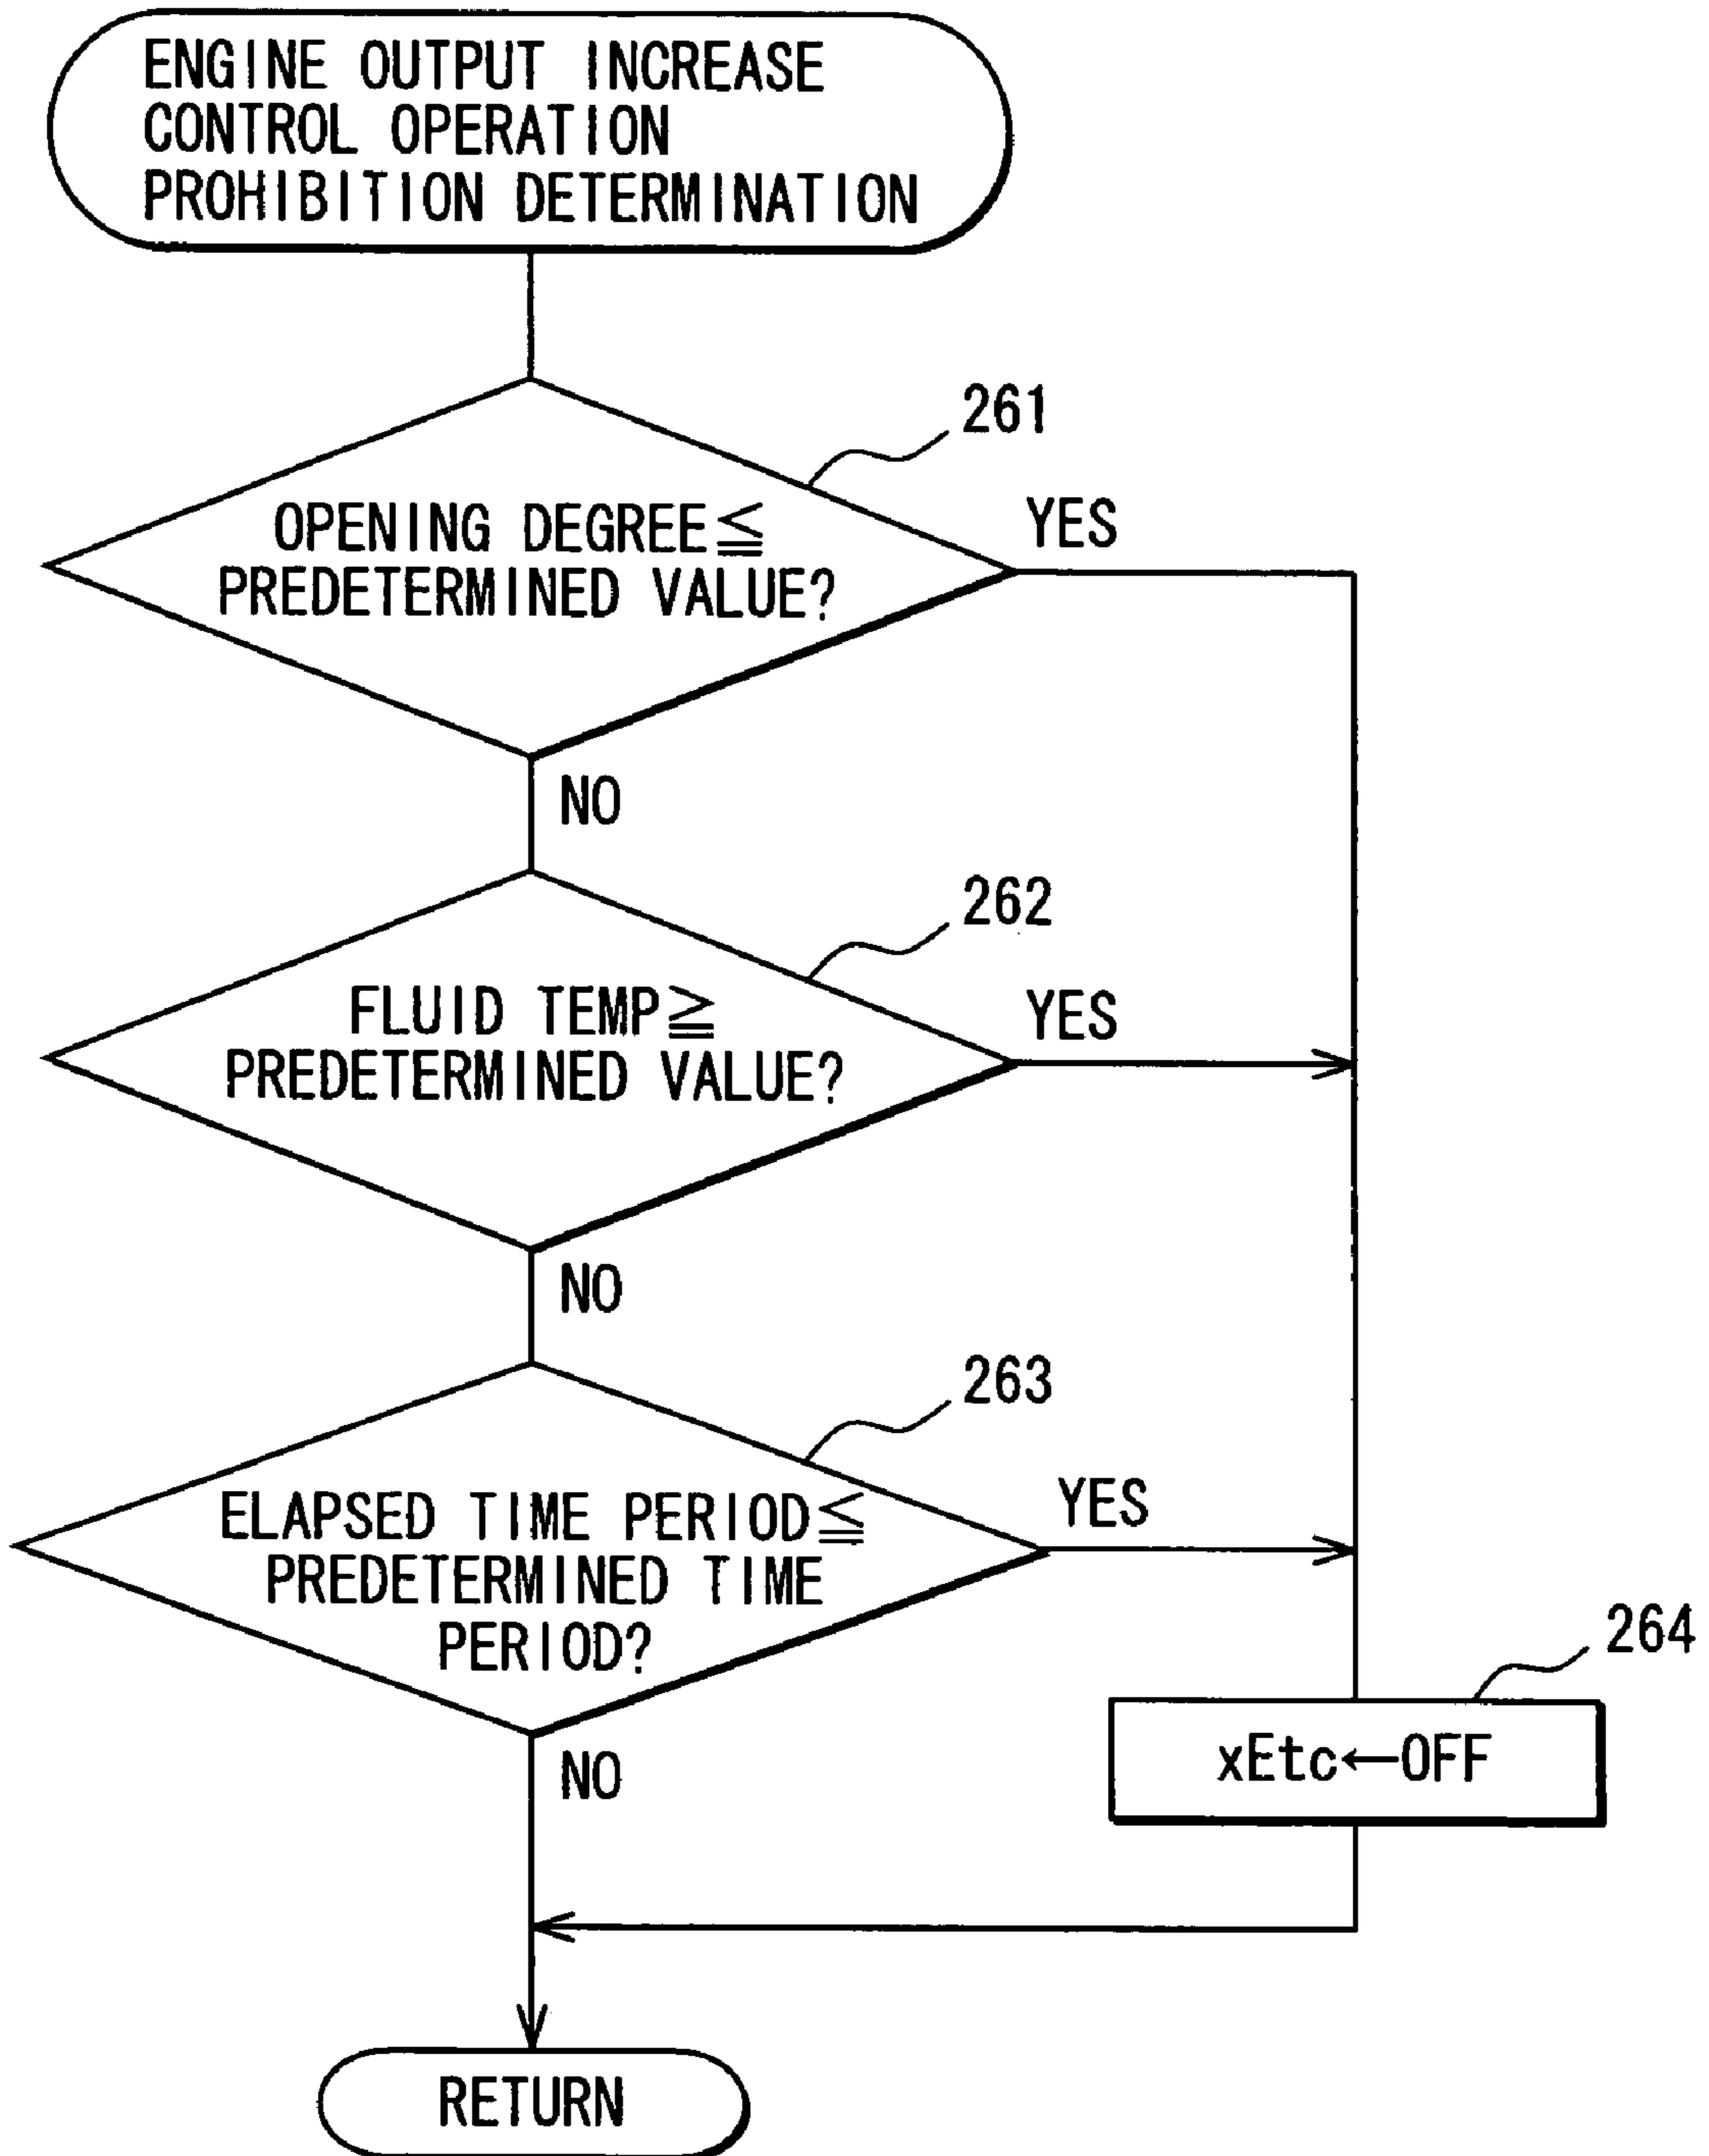 ENGINE OUTPUT INCREASE
CONTROL OPERATION
PROHIBITION DETERMINATION
261
OPENING DEGREE≦
PREDETERMINED VALUE?
YES
NO
262
FLUID TEMP≧
PREDETERMINED VALUE?
YES
NO
263
ELAPSED TIME PERIOD≦
PREDETERMINED TIME
PERIOD?
YES
NO
264
xEtc←OFF
RETURN